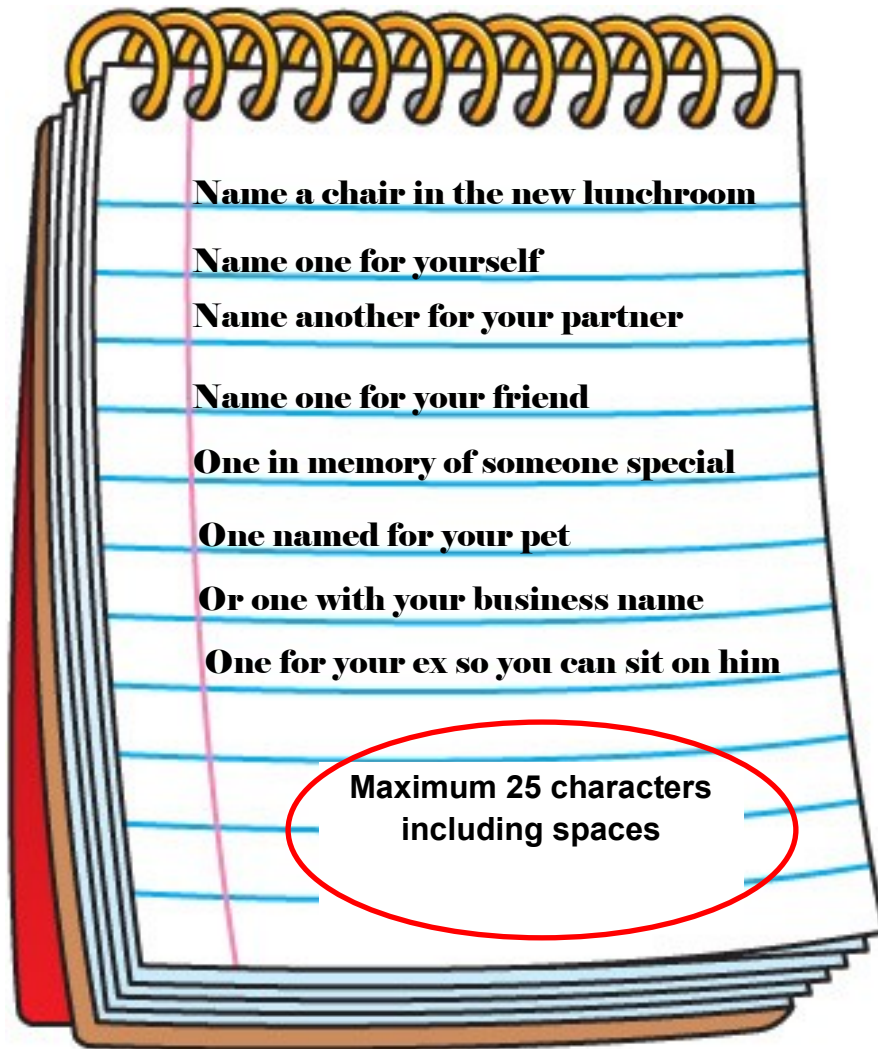 Name a chair in the new lunchroom
Name one for yourself
Name another for your partner
Name one for your friend
One in memory of someone special
One named for your pet
Or one with your business name
One for your ex so you can sit on him
Maximum 25 characters
including spaces